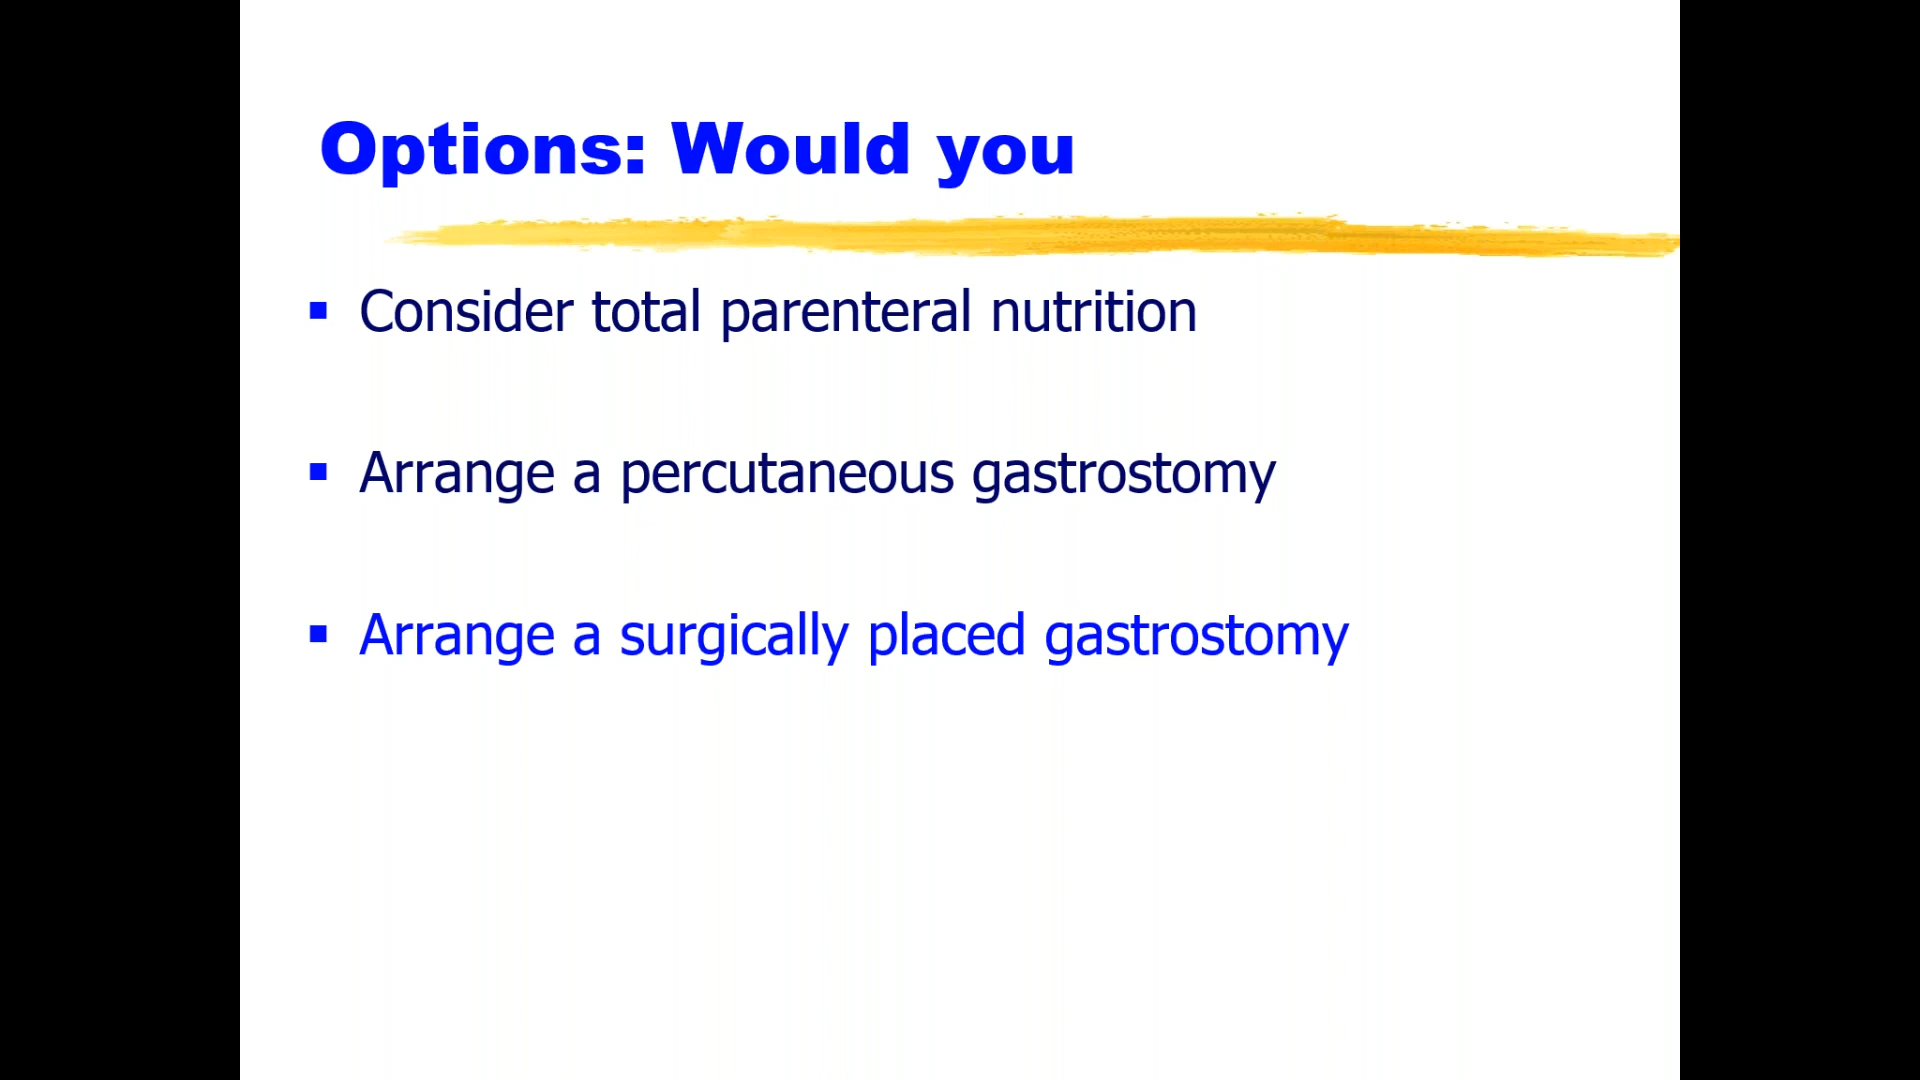 Options: Would you
▪ Consider total parenteral nutrition
▪ Arrange a percutaneous gastrostomy
▪ Arrange a surgically placed gastrostomy